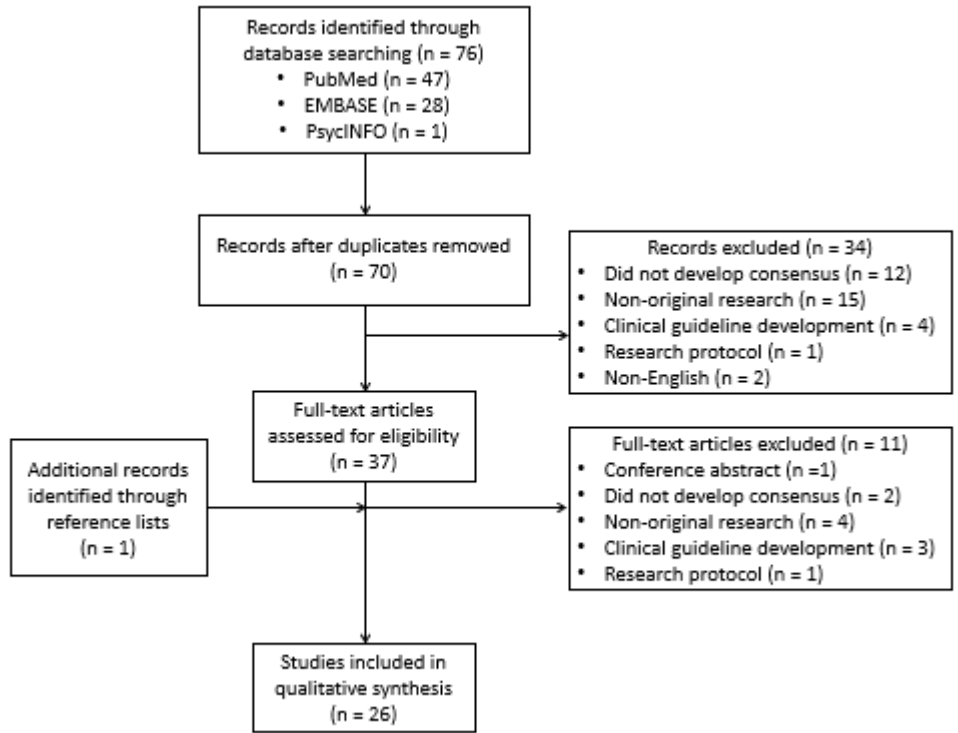 Records identified through
database searching (n = 76)
• PubMed (n = 47)
• EMBASE (n = 28)
• PsycINFO (n = 1)
Records after duplicates removed
(n = 70)
Records excluded (n = 34)
• Did not develop consensus (n = 12)
• Non-original research (n = 15)
• Clinical guideline development (n = 4)
• Research protocol (n = 1)
• Non-English (n = 2)
Full-text articles
assessed for eligibility
(n = 37)
Additional records
identified through
reference lists
(n = 1)
Full-text articles excluded (n = 11)
• Conference abstract (n =1)
• Did not develop consensus (n = 2)
• Non-original research (n = 4)
• Clinical guideline development (n = 3)
• Research protocol (n = 1)
Studies included in
qualitative synthesis
(n = 26)